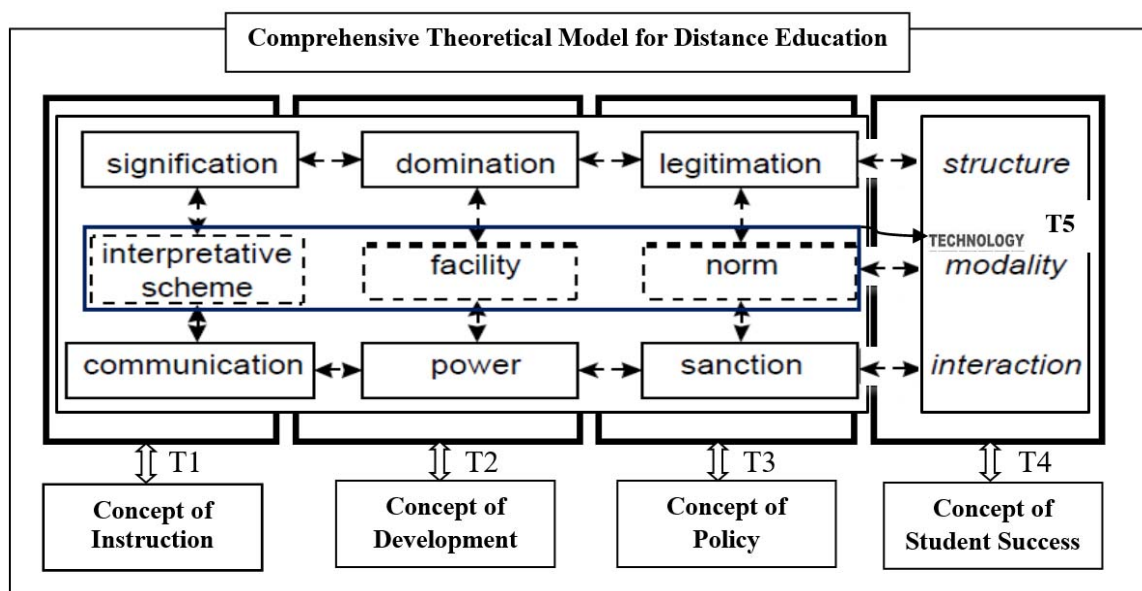 Comprehensive Theoretical Model for Distance Education
signification
domination
legitimation
structure
T5
TECHNOLOGY
interpretative
scheme
facility
norm
modality
communication
power
sanction
interaction
T1
T2
T3
T4
Concept of
Instruction
Concept of
Development
Concept of
Policy
Concept of
Student Success